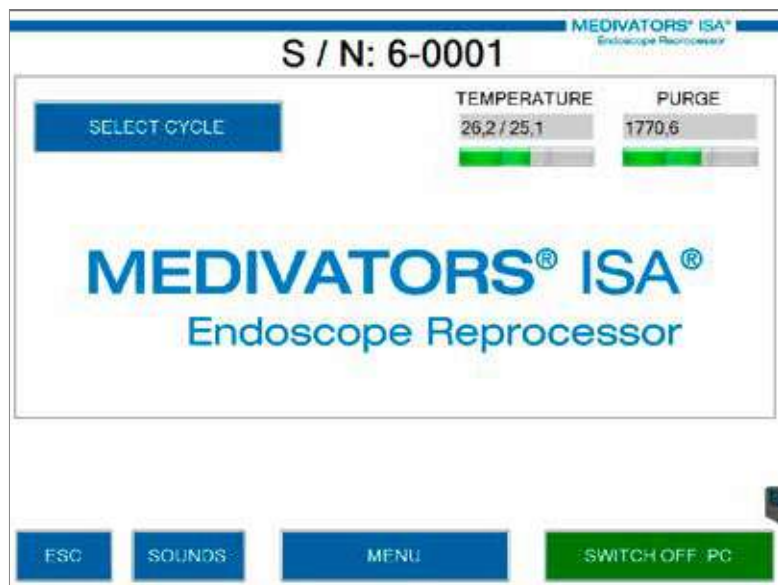 MEDIVATORS® ISA®
Endoscope Reprocessor
S / N: 6-0001
SELECT CYCLE
TEMPERATURE
PURGE
26,2 / 25,1
1770,6
MEDIVATORS® ISA®
Endoscope Reprocessor
ESC
SOUNDS
MENU
SWITCH OFF PC